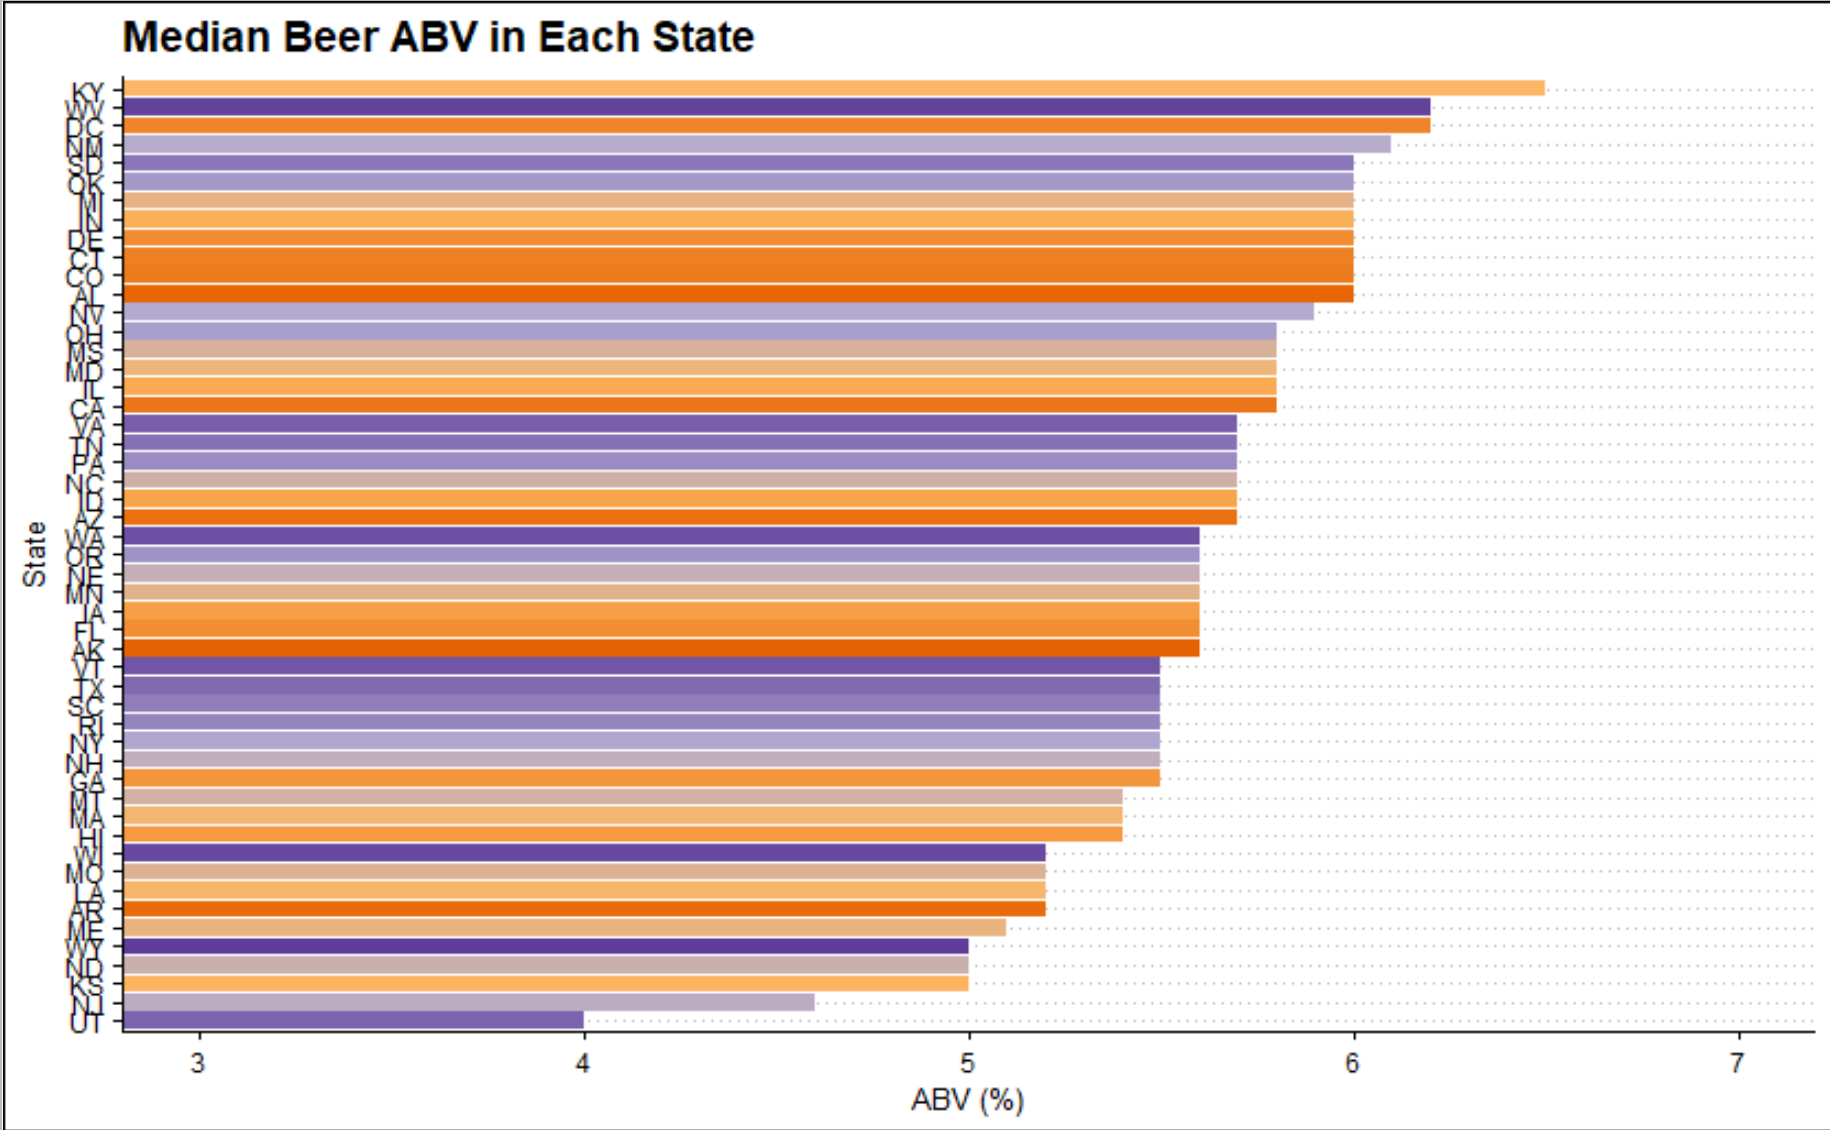 Median Beer ABV in Each State
KY
WV
DC
NM
SD
OK
MI
IN
DE
CT
CO
AL
NV
OH
MS
MD
IL
CA
VA
TN
PA
NC
ID
AZ
WA
OR
NE
MN
IA
FL
AK
VT
TX
SC
RI
NY
NH
GA
MT
MA
HI
WI
MO
LA
AR
ME
WY
ND
KS
NJ
UT
State
3 4 5 6 7
ABV (%)